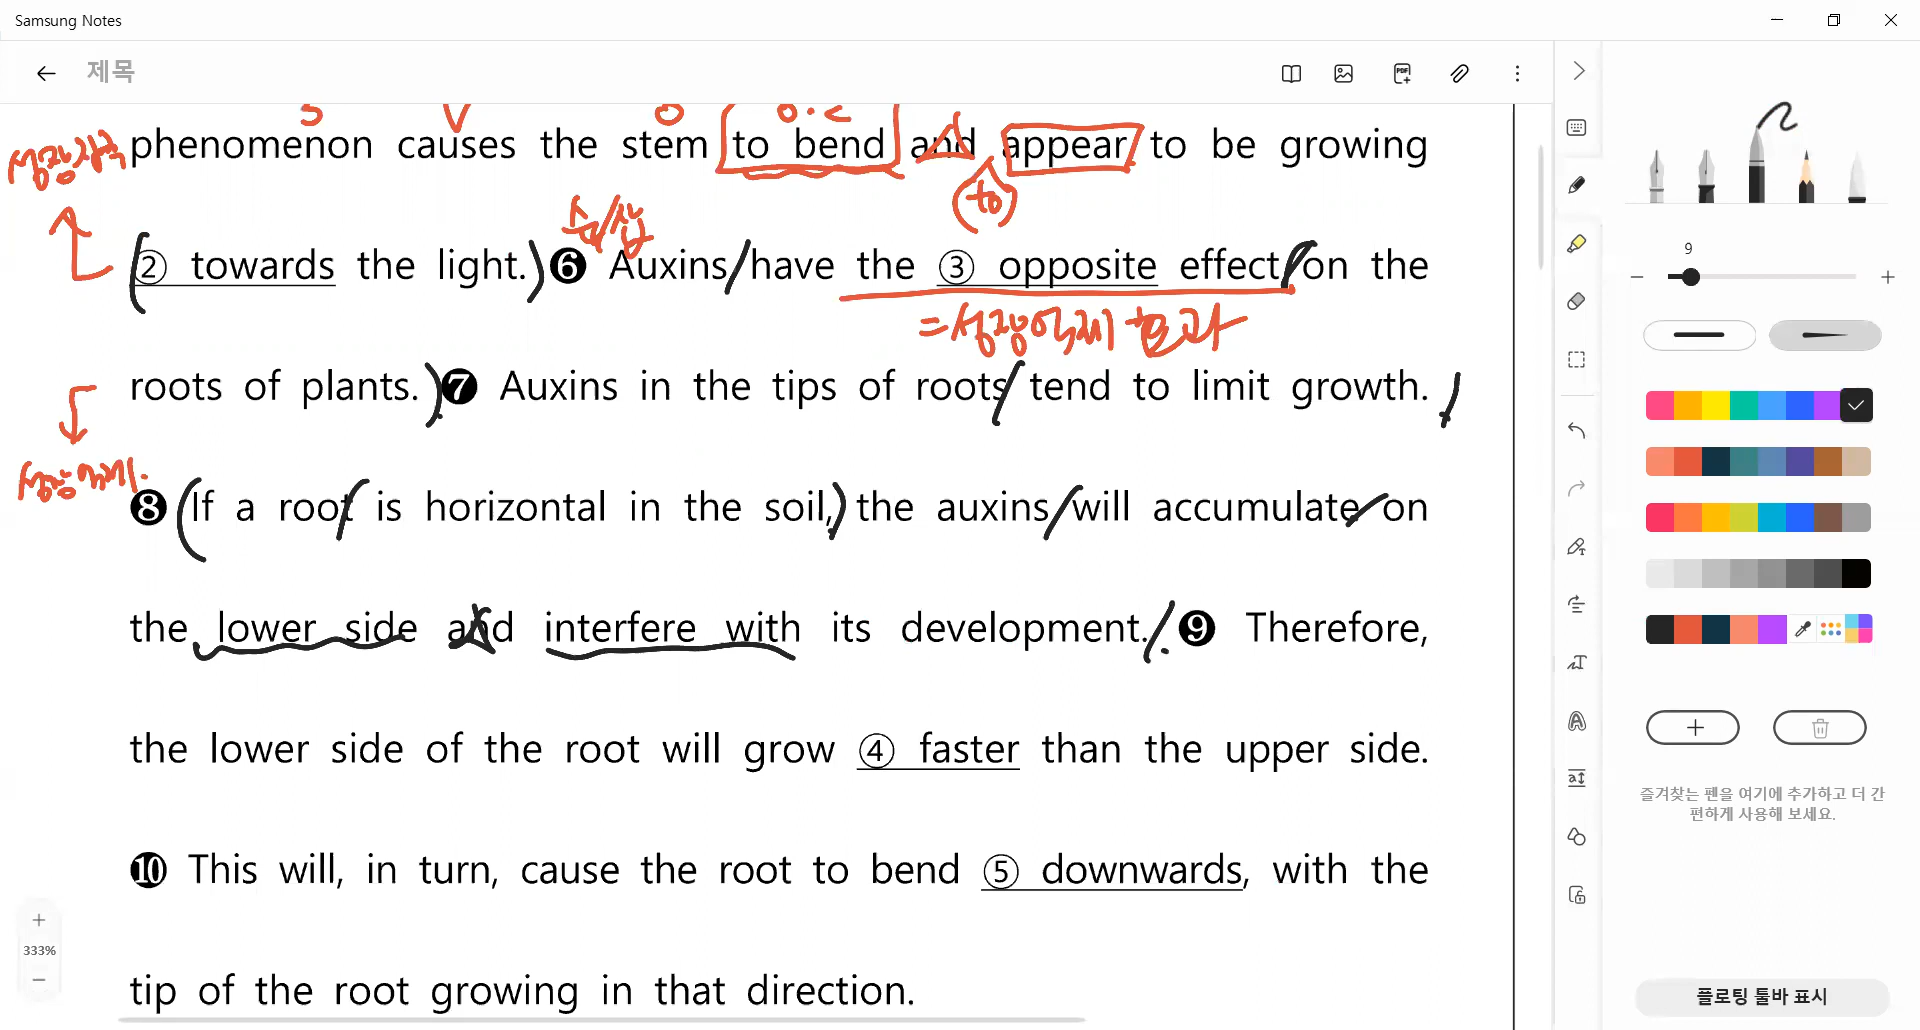 Samsung Notes
제목
S V O O.C
성장촉 phenomenon causes the stem to bend and appear to be growing
(to)
② towards the light. ❻ Auxins have the ③ opposite effect on the
= 성장억제 효과
roots of plants. ❼ Auxins in the tips of roots tend to limit growth.
성장억제.
❽ If a root is horizontal in the soil, the auxins will accumulate on
the lower side and interfere with its development. ❾ Therefore,
the lower side of the root will grow ④ faster than the upper side.
❿ This will, in turn, cause the root to bend ⑤ downwards, with the
tip of the root growing in that direction.
333%
PDF
9
즐겨찾는 펜을 여기에 추가하고 더 간
편하게 사용해 보세요.
플로팅 툴바 표시